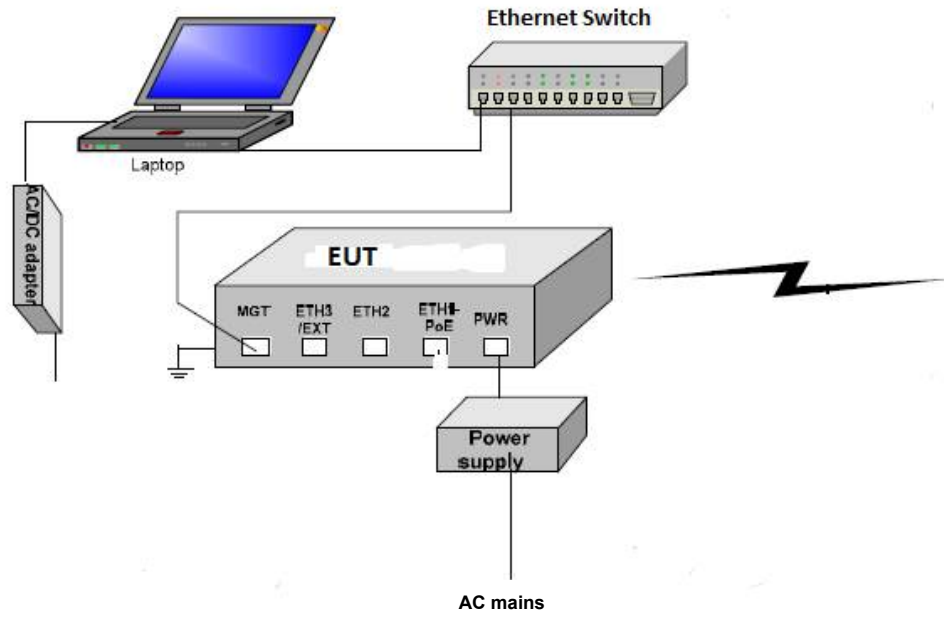 Ethernet Switch
Laptop
AC/DC adapter
EUT
MGT
ETH3
/EXT
ETH2
ETH1-
PoE
PWR
Power
supply
AC mains